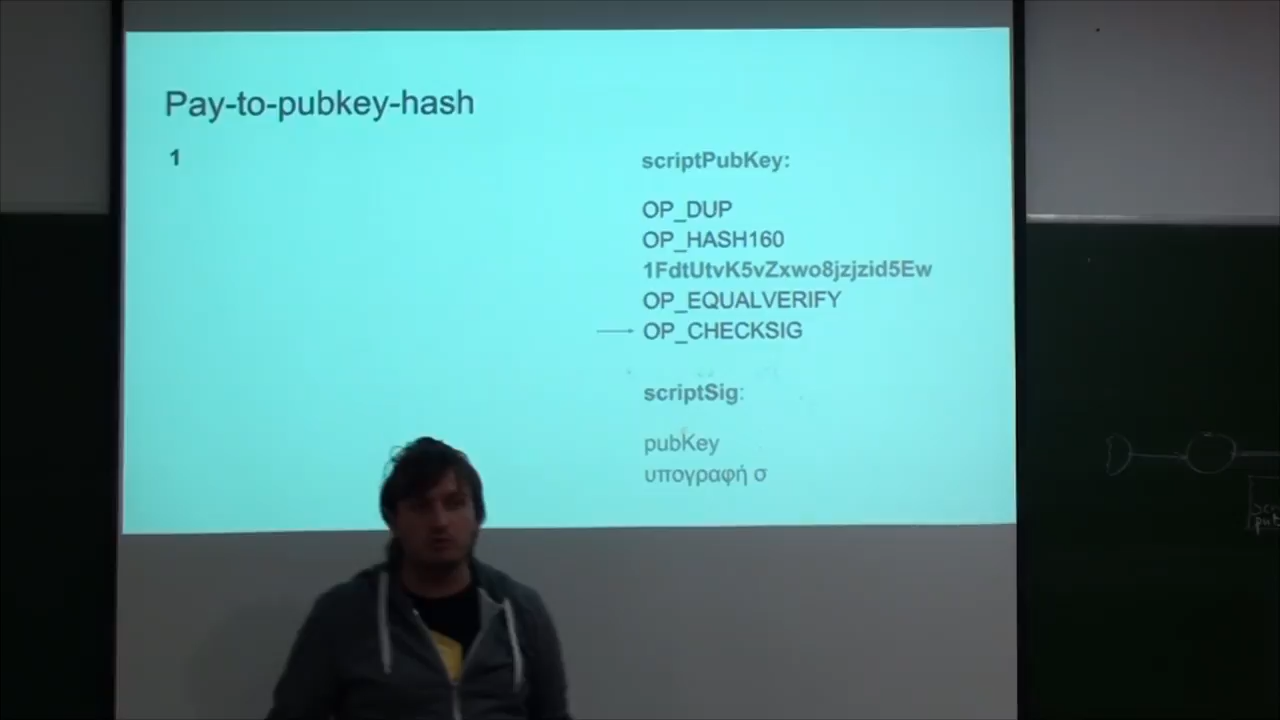 Pay-to-pubkey-hash
1
scriptPubKey:
OP_DUP
OP_HASH160
1FdtUtvK5vZxwo8jzjzid5Ew
OP_EQUALVERIFY
OP_CHECKSIG
scriptSig:
pubKey
υπογραφή σ